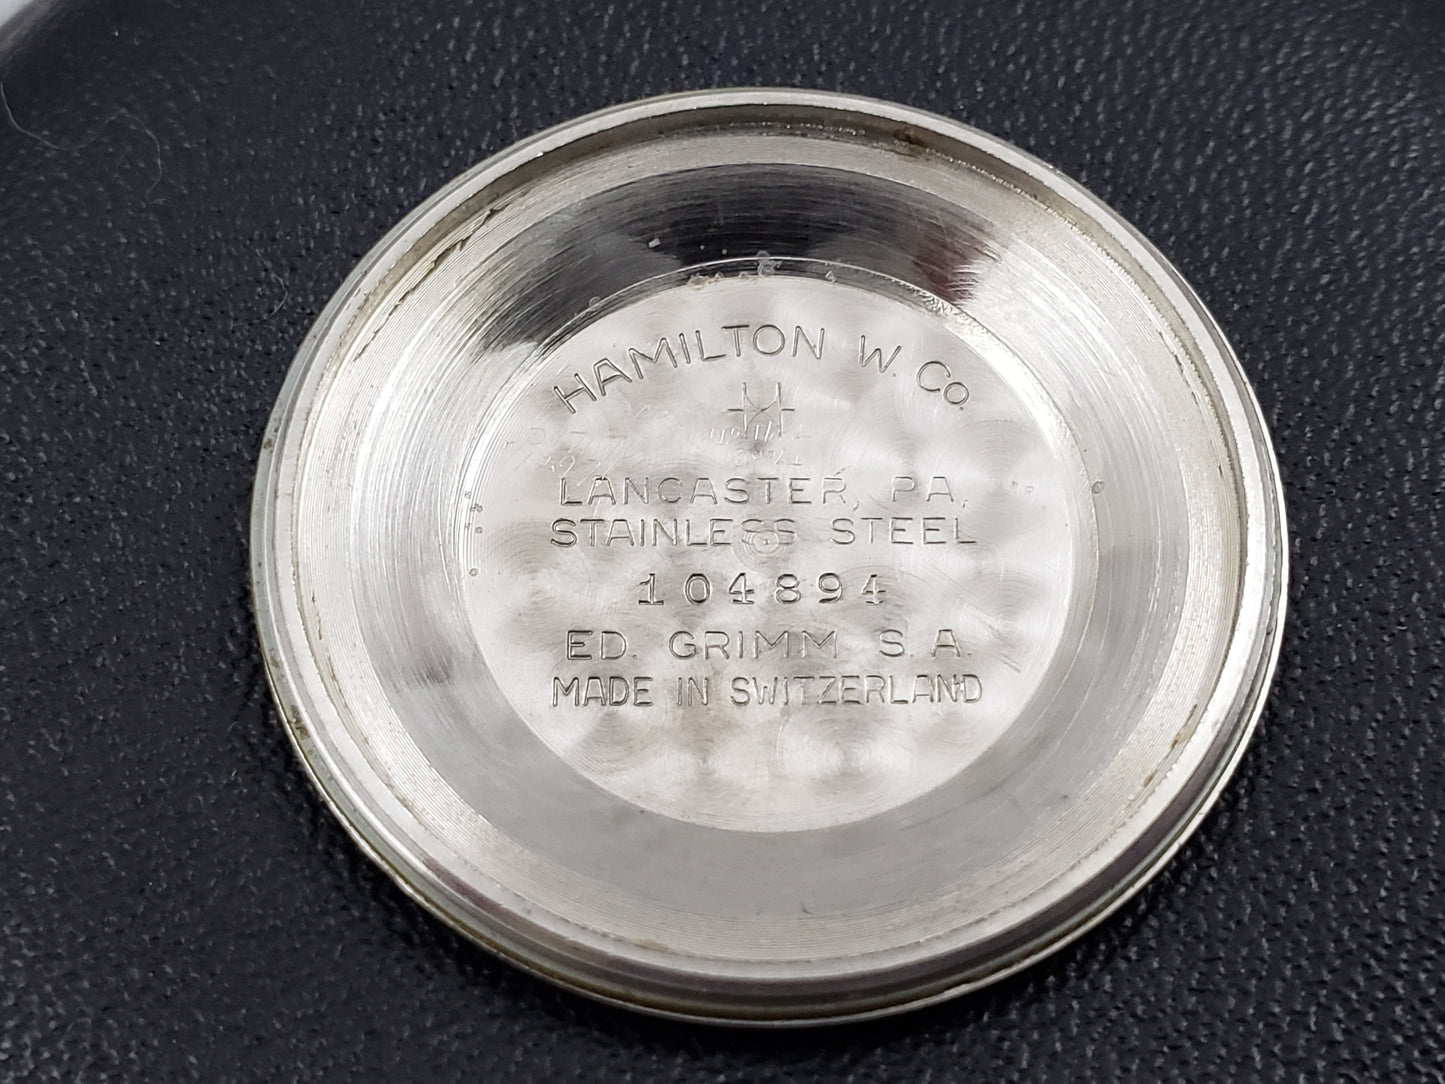 HAMILTON W. CO.
H
LANCASTER, PA,
STAINLESS STEEL
104894
ED. GRIMM S.A.
MADE IN SWITZERLAND